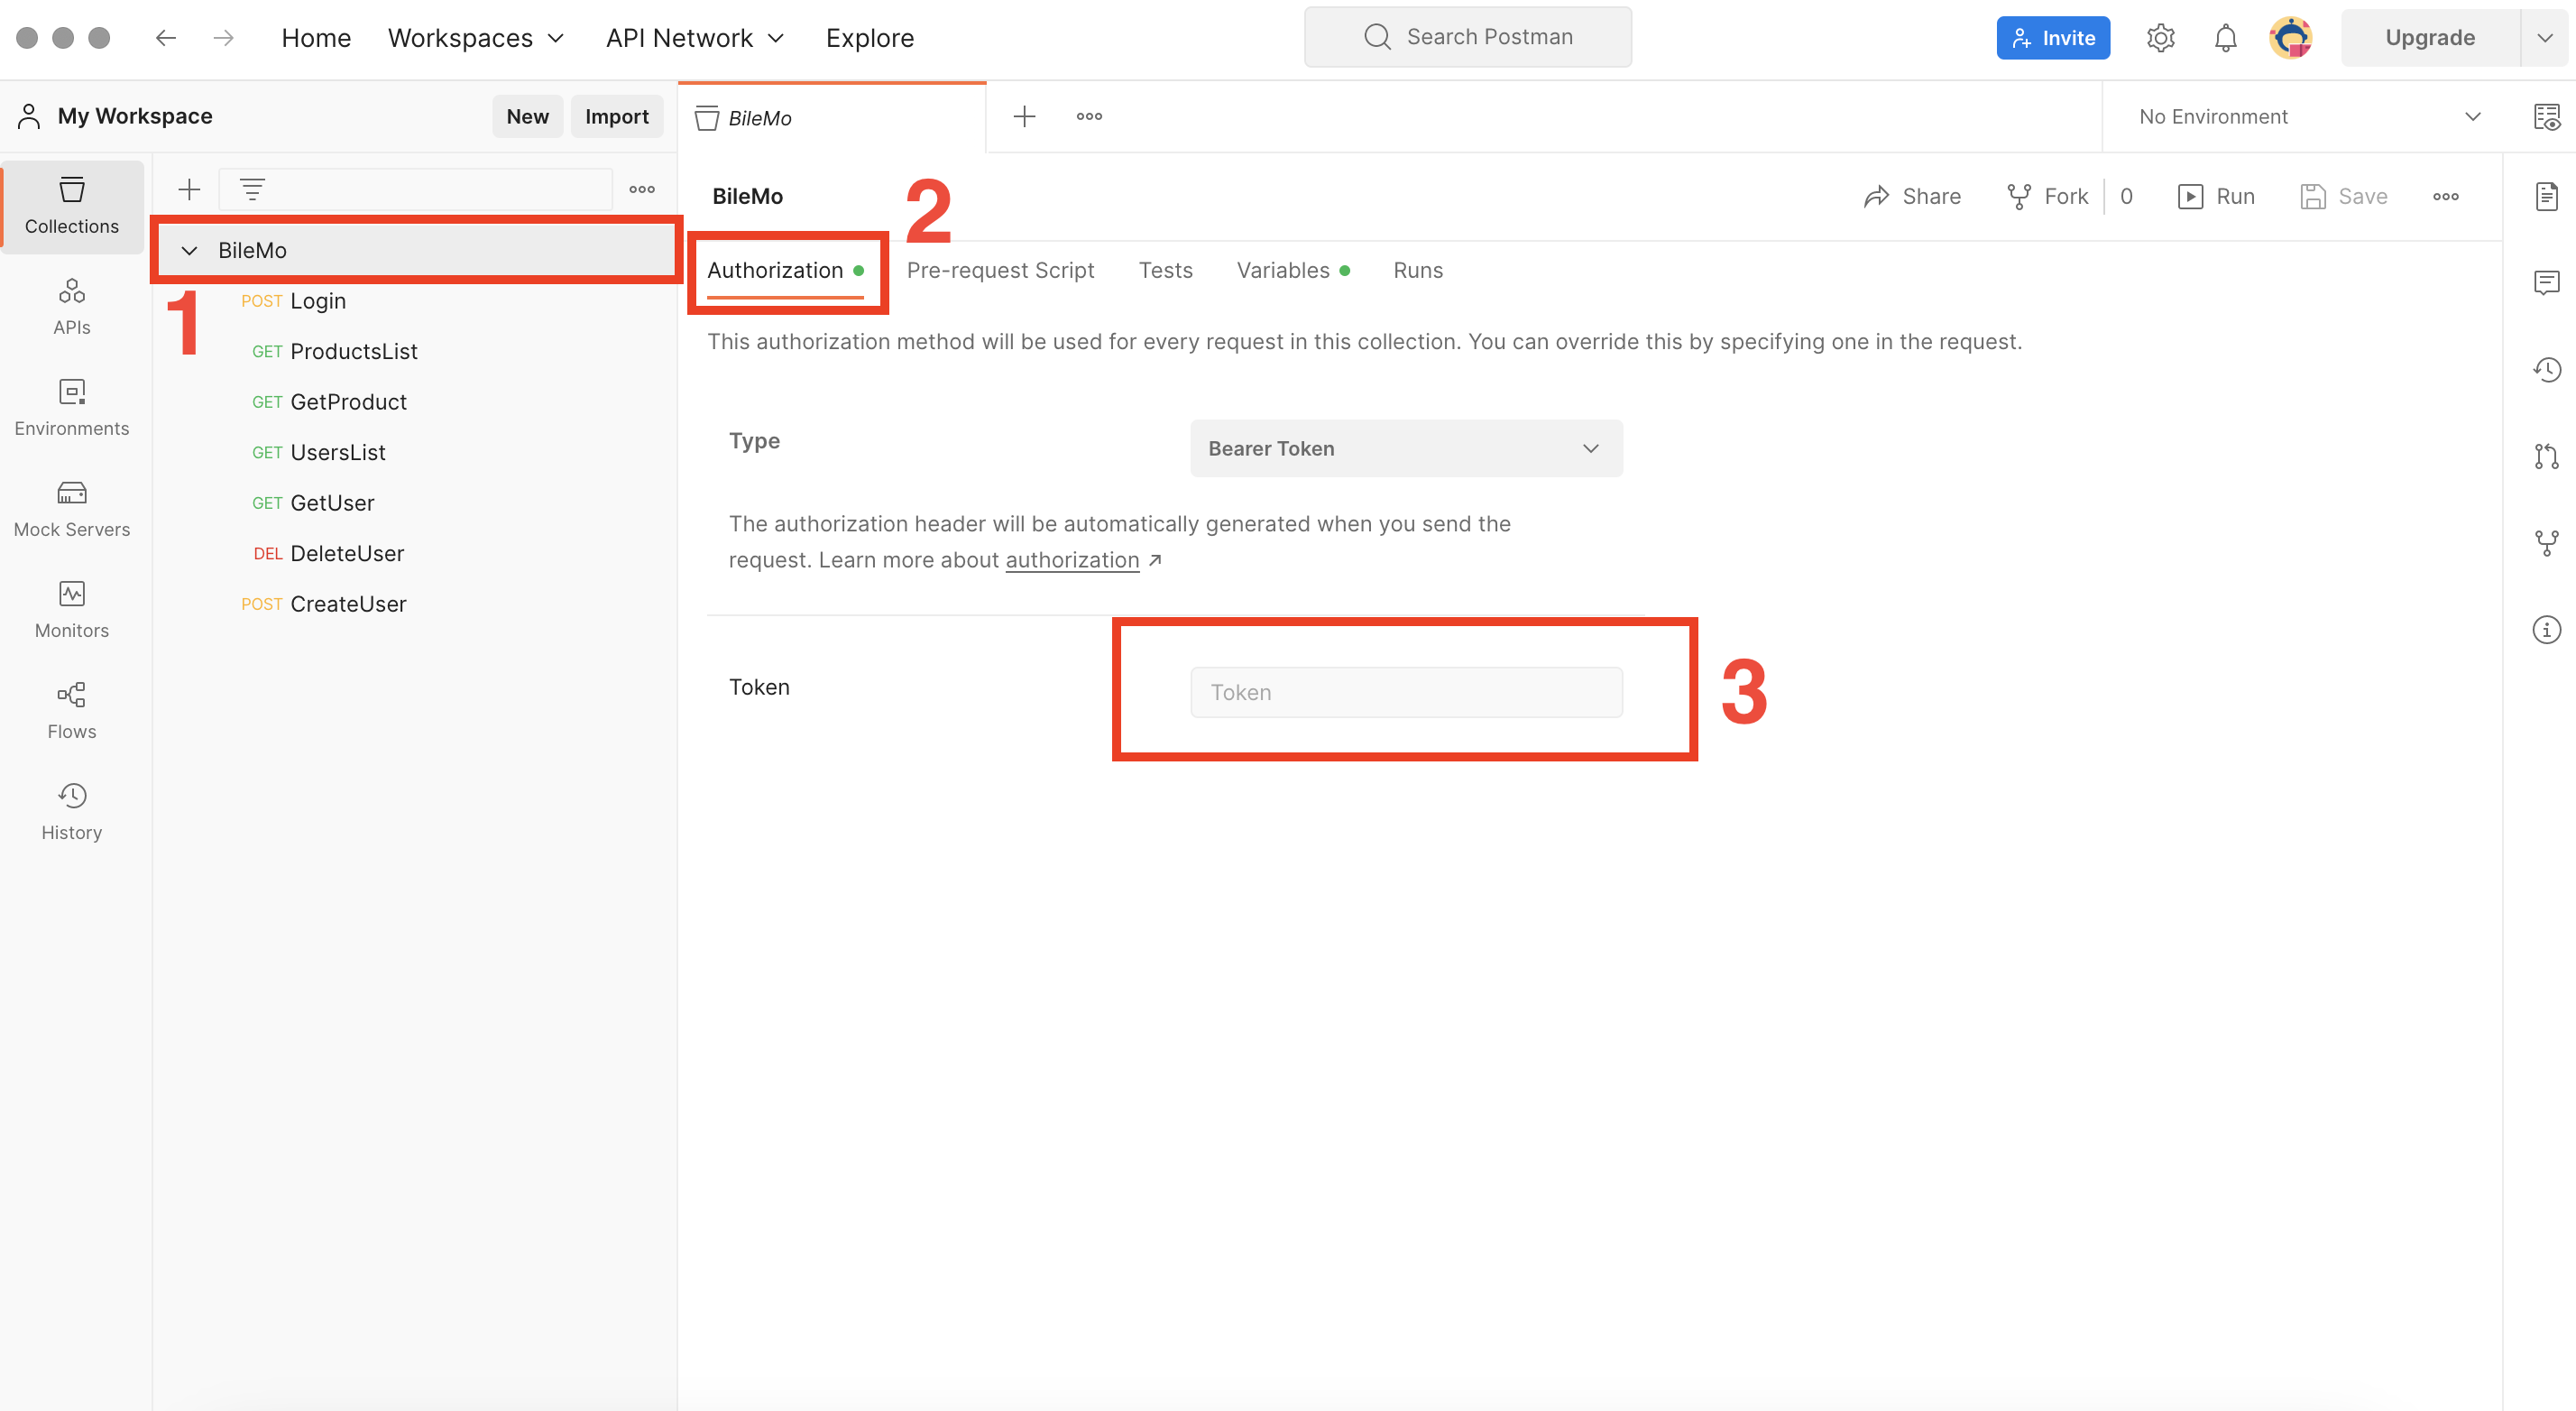 Home Workspaces API Network Explore Search Postman Invite Upgrade
My Workspace New Import BileMo No Environment
Collections
APIs
Environments
Mock Servers
Monitors
Flows
History
BileMo
1
POST Login
GET ProductsList
GET GetProduct
GET UsersList
GET GetUser
DEL DeleteUser
POST CreateUser
BileMo 2 Share Fork 0 Run Save
Authorization Pre-request Script Tests Variables Runs
This authorization method will be used for every request in this collection. You can override this by specifying one in the request.
Type Bearer Token
The authorization header will be automatically generated when you send the
request. Learn more about authorization ↗
Token Token 3